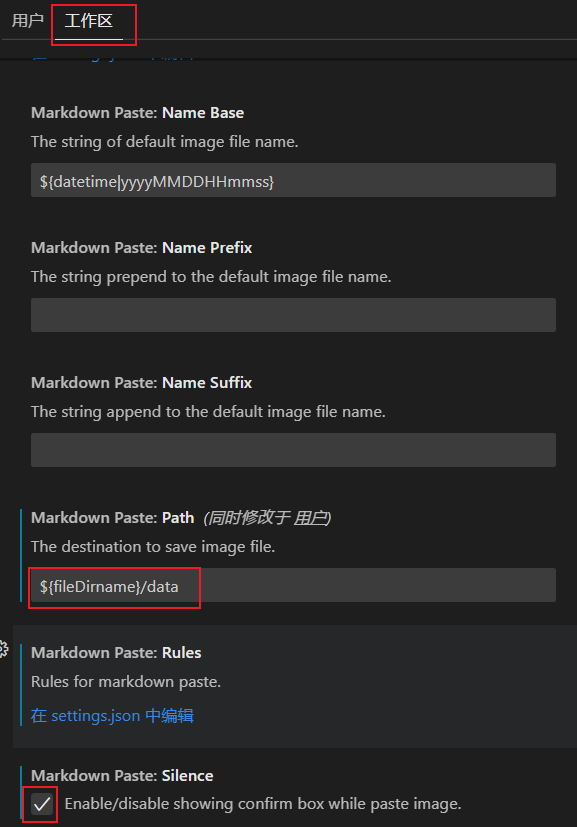 用户 工作区
Markdown Paste: Name Base
The string of default image file name.
${datetime|yyyyMMDDHHmmss}
Markdown Paste: Name Prefix
The string prepend to the default image file name.
Markdown Paste: Name Suffix
The string append to the default image file name.
Markdown Paste: Path (同时修改于 用户)
The destination to save image file.
${fileDirname}/data
Markdown Paste: Rules
Rules for markdown paste.
在 settings.json 中编辑
Markdown Paste: Silence
Enable/disable showing confirm box while paste image.